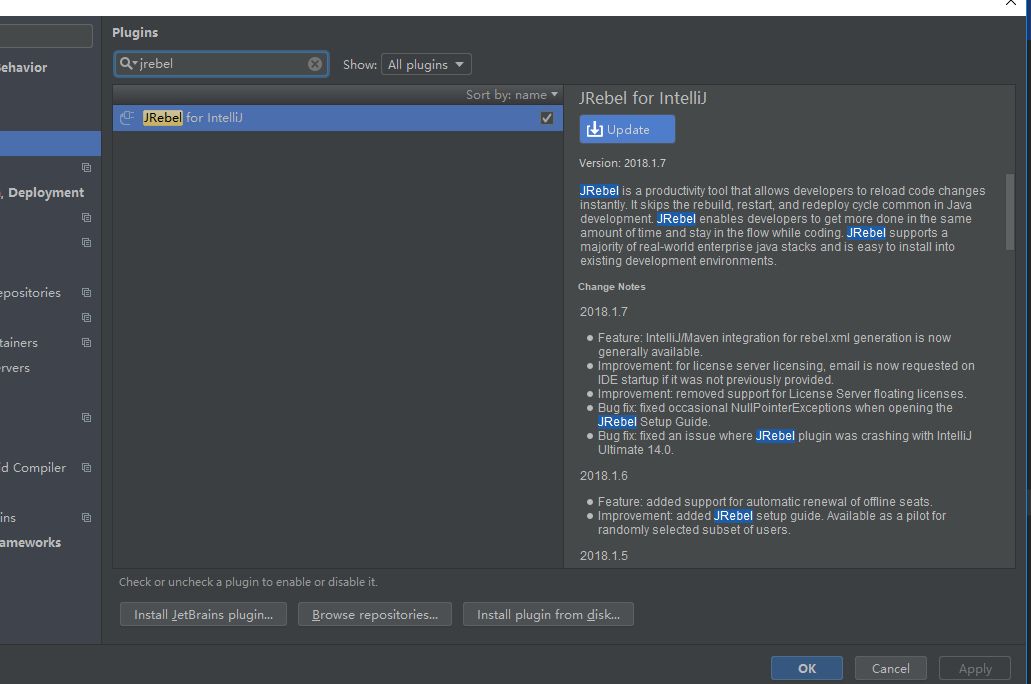 Plugins
jrebel
Show: All plugins
ehavior
Sort by: name
JRebel for IntelliJ
JRebel for IntelliJ
Update
Version: 2018.1.7
JRebel is a productivity tool that allows developers to reload code changes
instantly. It skips the rebuild, restart, and redeploy cycle common in Java
development. JRebel enables developers to get more done in the same
amount of time and stay in the flow while coding. JRebel supports a
majority of real-world enterprise java stacks and is easy to install into
existing development environments.
Change Notes
2018.1.7
● Feature: IntelliJ/Maven integration for rebel.xml generation is now
generally available.
● Improvement: for license server licensing, email is now requested on
IDE startup if it was not previously provided.
● Improvement: removed support for License Server floating licenses.
● Bug fix: fixed occasional NullPointerExceptions when opening the
JRebel Setup Guide.
● Bug fix: fixed an issue where JRebel plugin was crashing with IntelliJ
Ultimate 14.0.
2018.1.6
● Feature: added support for automatic renewal of offline seats.
● Improvement: added JRebel setup guide. Available as a pilot for
randomly selected subset of users.
2018.1.5
, Deployment
epositories
tainers
rvers
d Compiler
ins
ameworks
Check or uncheck a plugin to enable or disable it.
Install JetBrains plugin...
Browse repositories...
Install plugin from disk...
OK
Cancel
Apply